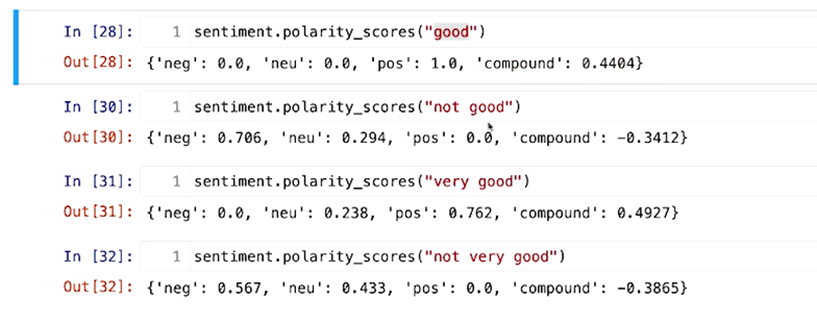 In [28]: 1 sentiment.polarity_scores("good")
Out[28]: {'neg': 0.0, 'neu': 0.0, 'pos': 1.0, 'compound': 0.4404}
In [30]: 1 sentiment.polarity_scores("not good")
Out[30]: {'neg': 0.706, 'neu': 0.294, 'pos': 0.0, 'compound': -0.3412}
In [31]: 1 sentiment.polarity_scores("very good")
Out[31]: {'neg': 0.0, 'neu': 0.238, 'pos': 0.762, 'compound': 0.4927}
In [32]: 1 sentiment.polarity_scores("not very good")
Out[32]: {'neg': 0.567, 'neu': 0.433, 'pos': 0.0, 'compound': -0.3865}